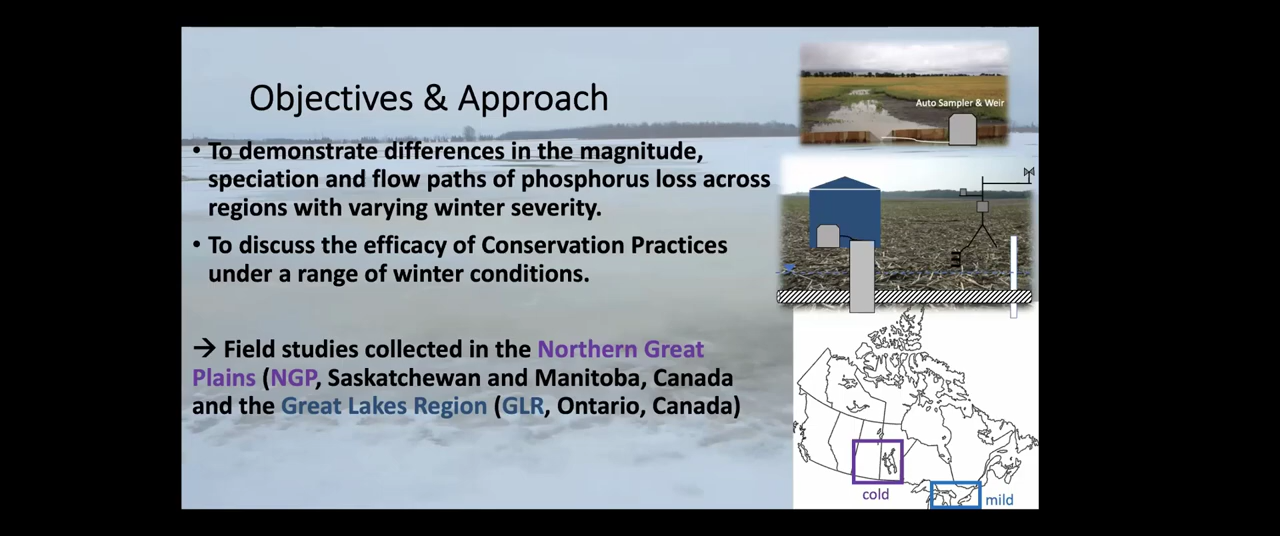 Objectives & Approach
• To demonstrate differences in the magnitude,
speciation and flow paths of phosphorus loss across
regions with varying winter severity.
• To discuss the efficacy of Conservation Practices
under a range of winter conditions.
→ Field studies collected in the Northern Great
Plains (NGP, Saskatchewan and Manitoba, Canada
and the Great Lakes Region (GLR, Ontario, Canada)
Auto Sampler & Weir
cold
mild